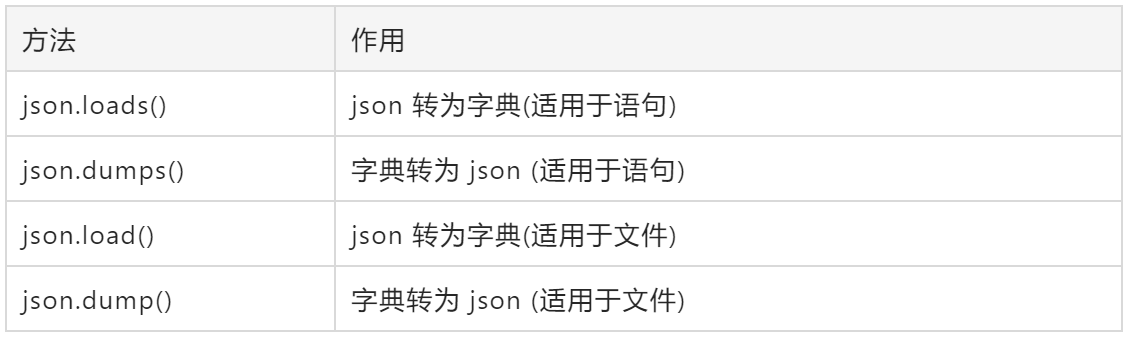 方法 作用
json.loads() json 转为字典(适用于语句)
json.dumps() 字典转为 json (适用于语句)
json.load() json 转为字典(适用于文件)
json.dump() 字典转为 json (适用于文件)